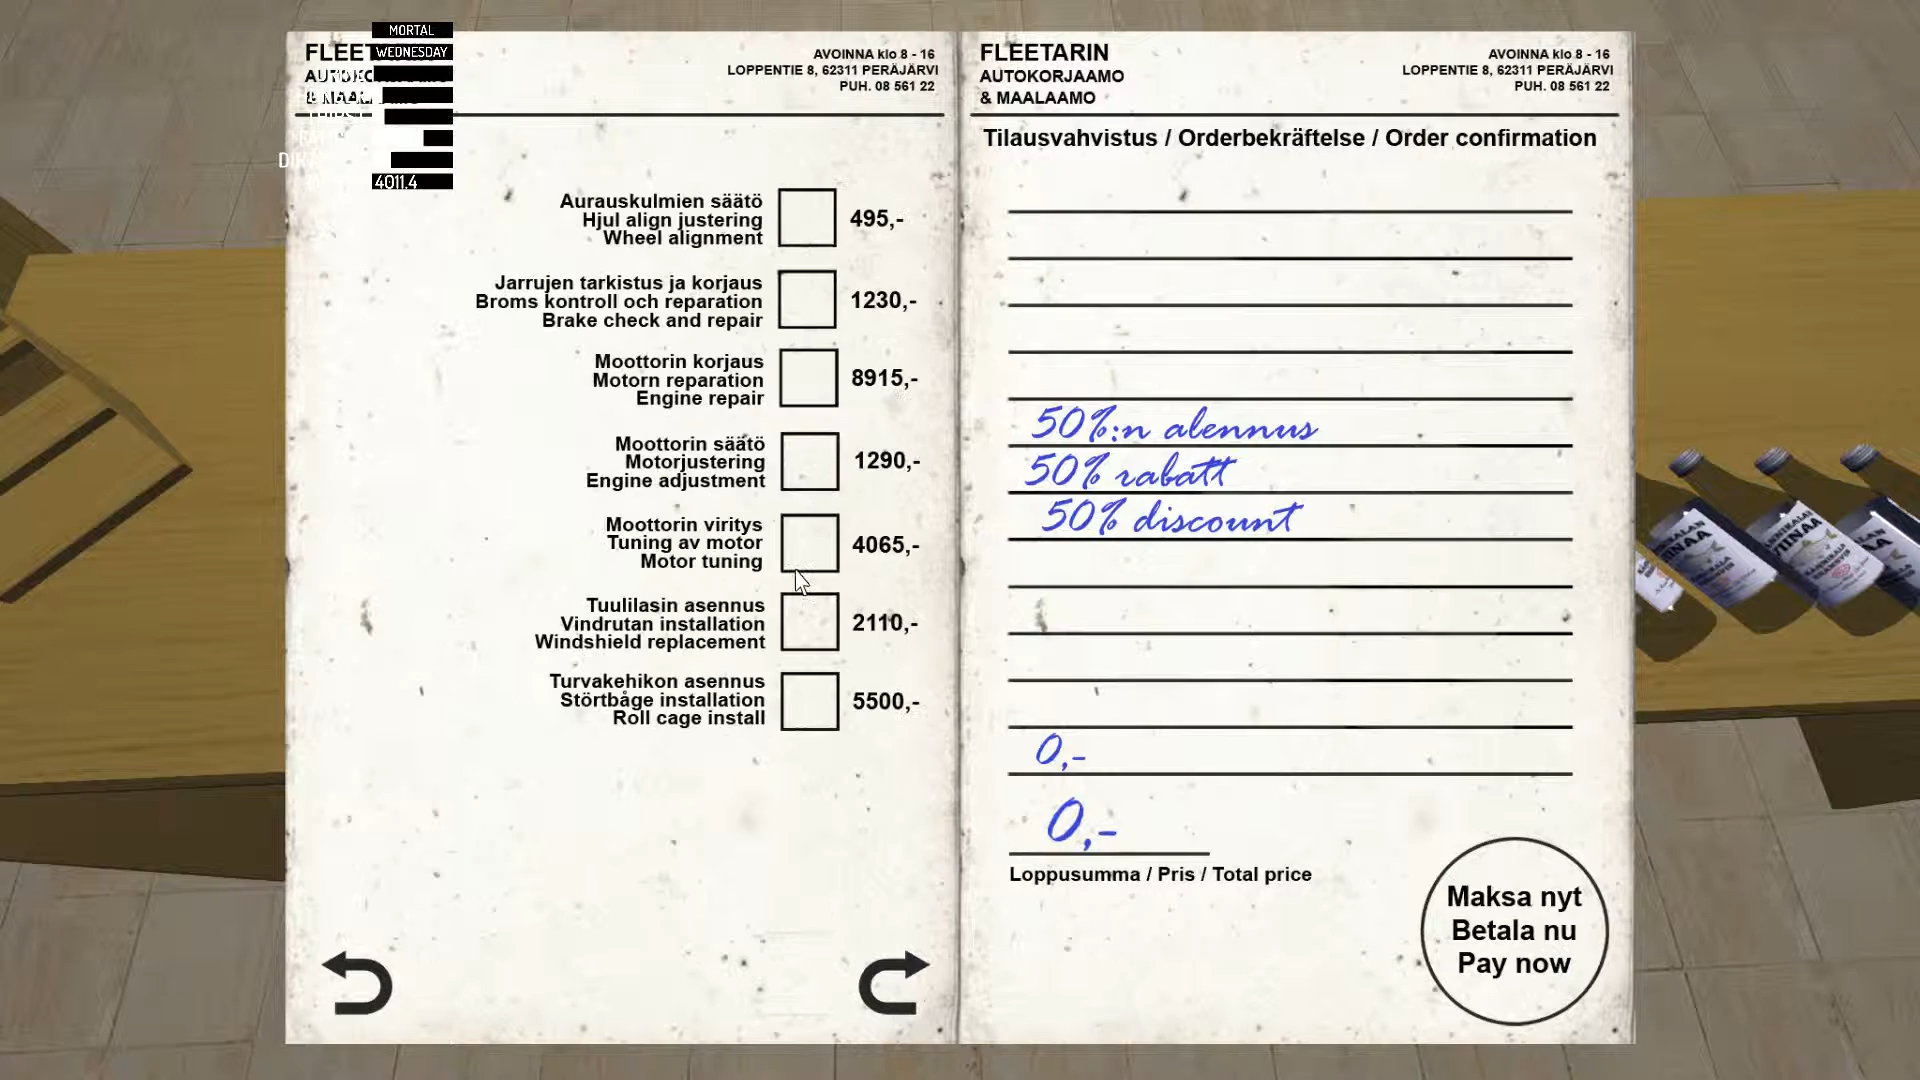 MORTAL
WEDNESDAY
4011.4
FLEETARIN
AUTOKORJAAMO
& MAALAAMO
AVOINNA klo 8 - 16
LOPPENTIE 8, 62311 PERÄJÄRVI
PUH. 08 561 22
Aurauskulmien säätö
Hjul align justering
Wheel alignment
495,-
Jarrujen tarkistus ja korjaus
Broms kontroll och reparation
Brake check and repair
1230,-
Moottorin korjaus
Motorn reparation
Engine repair
8915,-
Moottorin säätö
Motorjustering
Engine adjustment
1290,-
Moottorin viritys
Tuning av motor
Motor tuning
4065,-
Tuulilasin asennus
Vindrutan installation
Windshield replacement
2110,-
Turvakehikon asennus
Störtbåge installation
Roll cage install
5500,-
FLEETARIN
AUTOKORJAAMO
& MAALAAMO
AVOINNA klo 8 - 16
LOPPENTIE 8, 62311 PERÄJÄRVI
PUH. 08 561 22
Tilausvahvistus / Orderbekräftelse / Order confirmation
50%:n alennus
50% rabatt
50% discount
0,-
0,-
Loppusumma / Pris / Total price
Maksa nyt
Betala nu
Pay now
VIINAA